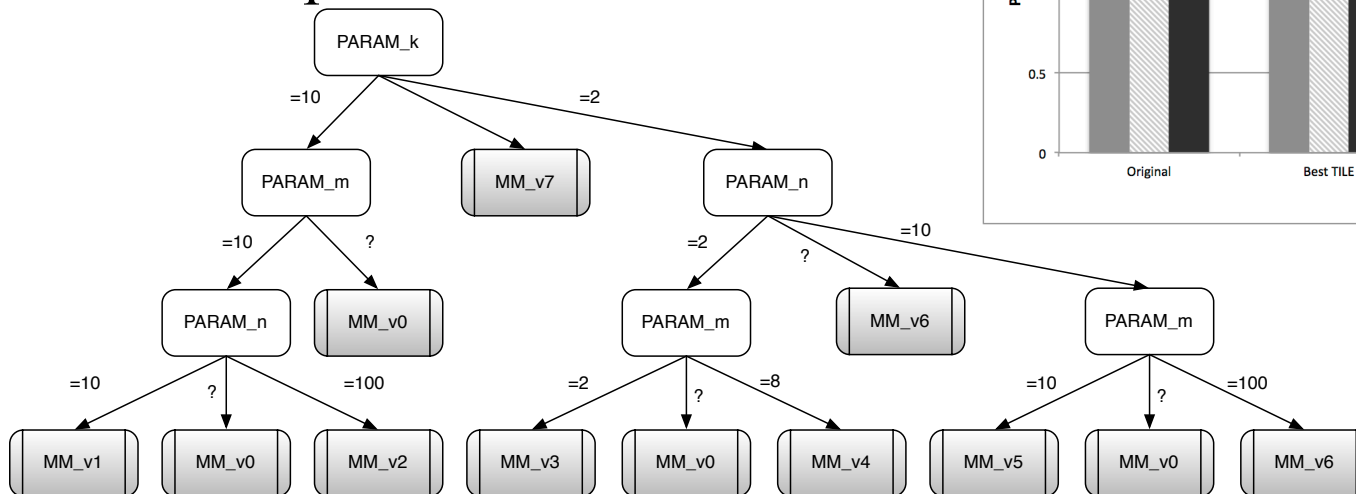 PARAM_k
=10
=2
PARAM_m
MM_v7
PARAM_n
=10
?
=2
?
=10
PARAM_n
MM_v0
PARAM_m
MM_v6
PARAM_m
=10
?
=100
=2
?
=8
=10
?
=100
MM_v1
MM_v0
MM_v2
MM_v3
MM_v0
MM_v4
MM_v5
MM_v0
MM_v6
0.5
0
Original
Best TILE